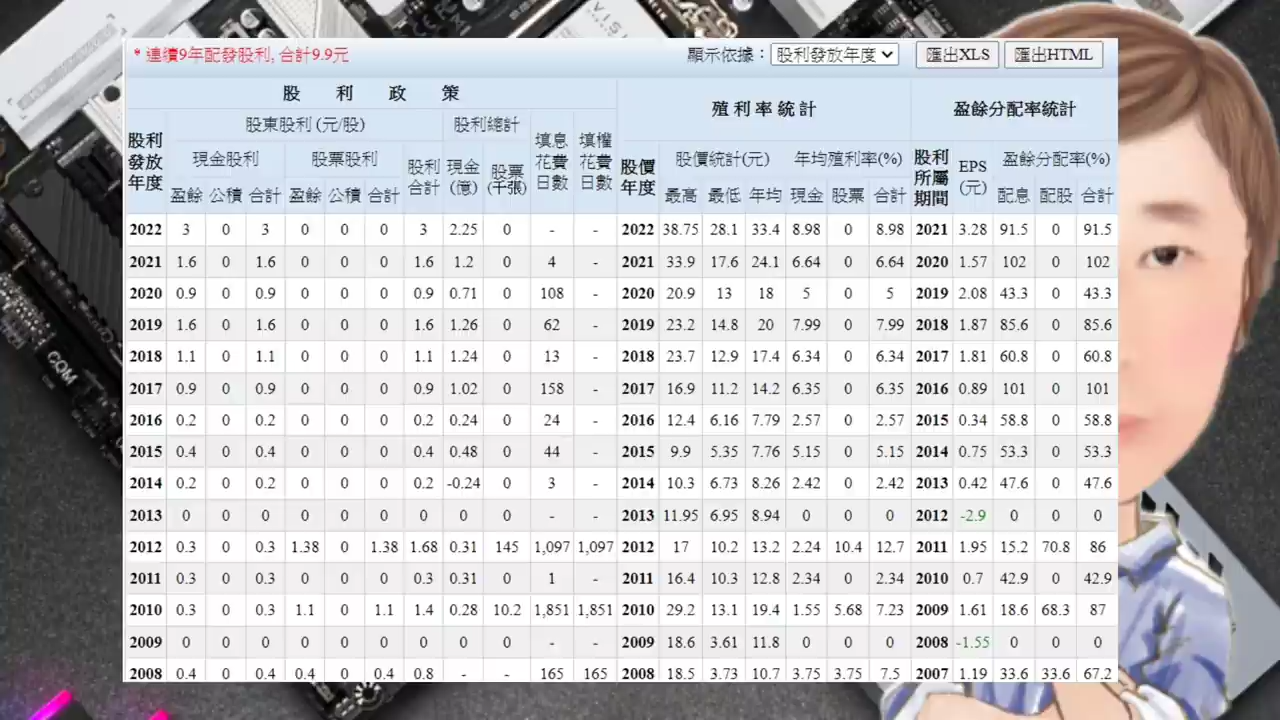 * 連續9年配發股利, 合計9.9元 顯示依據： 股利發放年度 匯出XLS 匯出HTML
股 利 政 策 殖利率統計 盈餘分配率統計
股利發放年度 股東股利 (元/股) 股利總計 填息花費日數 填權花費日數 股價年度 股價統計(元) 年均殖利率(%) 股利所屬期間 EPS(元) 盈餘分配率(%)
現金股利 股票股利 股利合計 現金(億) 股票(千張)
盈餘 公積 合計 盈餘 公積 合計 最高 最低 年均 現金 股票 合計 配息 配股 合計
2022 3 0 3 0 0 0 3 2.25 0 - - 2022 38.75 28.1 33.4 8.98 0 8.98 2021 3.28 91.5 0 91.5
2021 1.6 0 1.6 0 0 0 1.6 1.2 0 4 - 2021 33.9 17.6 24.1 6.64 0 6.64 2020 1.57 102 0 102
2020 0.9 0 0.9 0 0 0 0.9 0.71 0 108 - 2020 20.9 13 18 5 0 5 2019 2.08 43.3 0 43.3
2019 1.6 0 1.6 0 0 0 1.6 1.26 0 62 - 2019 23.2 14.8 20 7.99 0 7.99 2018 1.87 85.6 0 85.6
2018 1.1 0 1.1 0 0 0 1.1 1.24 0 13 - 2018 23.7 12.9 17.4 6.34 0 6.34 2017 1.81 60.8 0 60.8
2017 0.9 0 0.9 0 0 0 0.9 1.02 0 158 - 2017 16.9 11.2 14.2 6.35 0 6.35 2016 0.89 101 0 101
2016 0.2 0 0.2 0 0 0 0.2 0.24 0 24 - 2016 12.4 6.16 7.79 2.57 0 2.57 2015 0.34 58.8 0 58.8
2015 0.4 0 0.4 0 0 0 0.4 0.48 0 44 - 2015 9.9 5.35 7.76 5.15 0 5.15 2014 0.75 53.3 0 53.3
2014 0.2 0 0.2 0 0 0 0.2 -0.24 0 3 - 2014 10.3 6.73 8.26 2.42 0 2.42 2013 0.42 47.6 0 47.6
2013 0 0 0 0 0 0 0 0 0 - - 2013 11.95 6.95 8.94 0 0 0 2012 -2.9 0 0 0
2012 0.3 0 0.3 1.38 0 1.38 1.68 0.31 145 1,097 1,097 2012 17 10.2 13.2 2.24 10.4 12.7 2011 1.95 15.2 70.8 86
2011 0.3 0 0.3 0 0 0 0.3 0.31 0 1 - 2011 16.4 10.3 12.8 2.34 0 2.34 2010 0.7 42.9 0 42.9
2010 0.3 0 0.3 1.1 0 1.1 1.4 0.28 10.2 1,851 1,851 2010 29.2 13.1 19.4 1.55 5.68 7.23 2009 1.61 18.6 68.3 87
2009 0 0 0 0 0 0 0 0 0 - - 2009 18.6 3.61 11.8 0 0 0 2008 -1.55 0 0 0
2008 0.4 0 0.4 0.4 0 0.4 0.8 - - 165 165 2008 18.5 3.73 10.7 3.75 3.75 7.5 2007 1.19 33.6 33.6 67.2